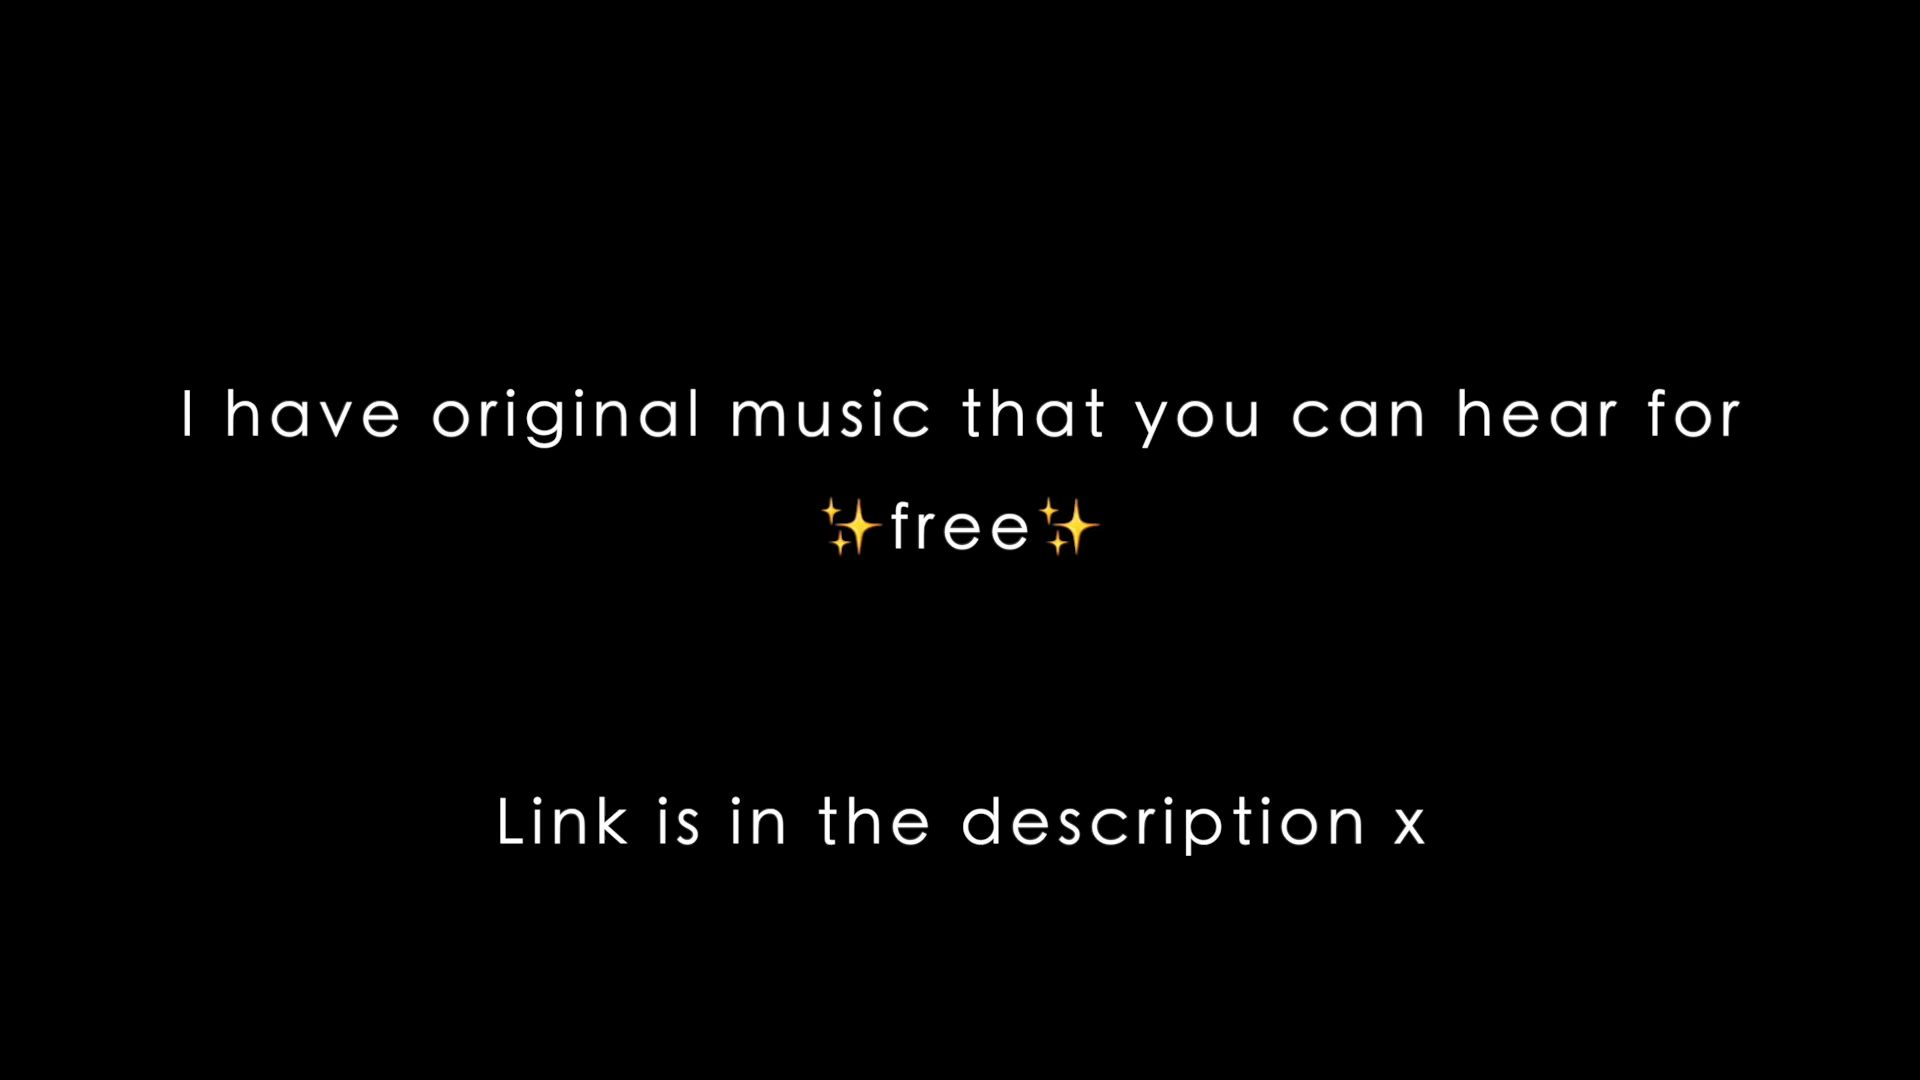 I have original music that you can hear for
✨free✨
Link is in the description x